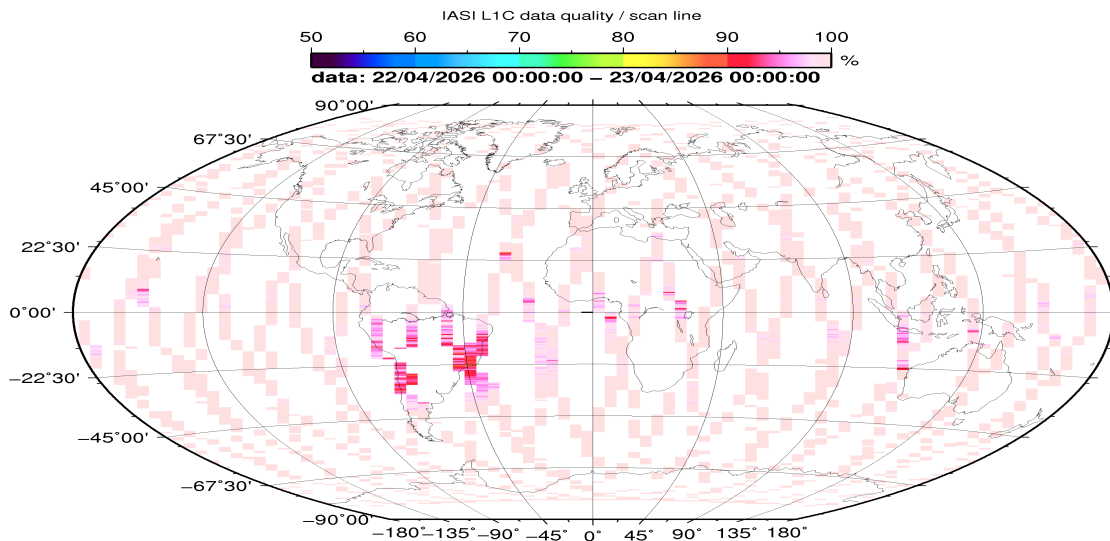 IASI L1C data quality / scan line
50 60 70 80 90 100
%
data: 22/04/2026 00:00:00 – 23/04/2026 00:00:00
90°00'
67°30'
45°00'
22°30'
0°00'
−22°30'
−45°00'
−67°30'
−90°00'
−180°−135° −90° −45° 0° 45° 90° 135° 180°